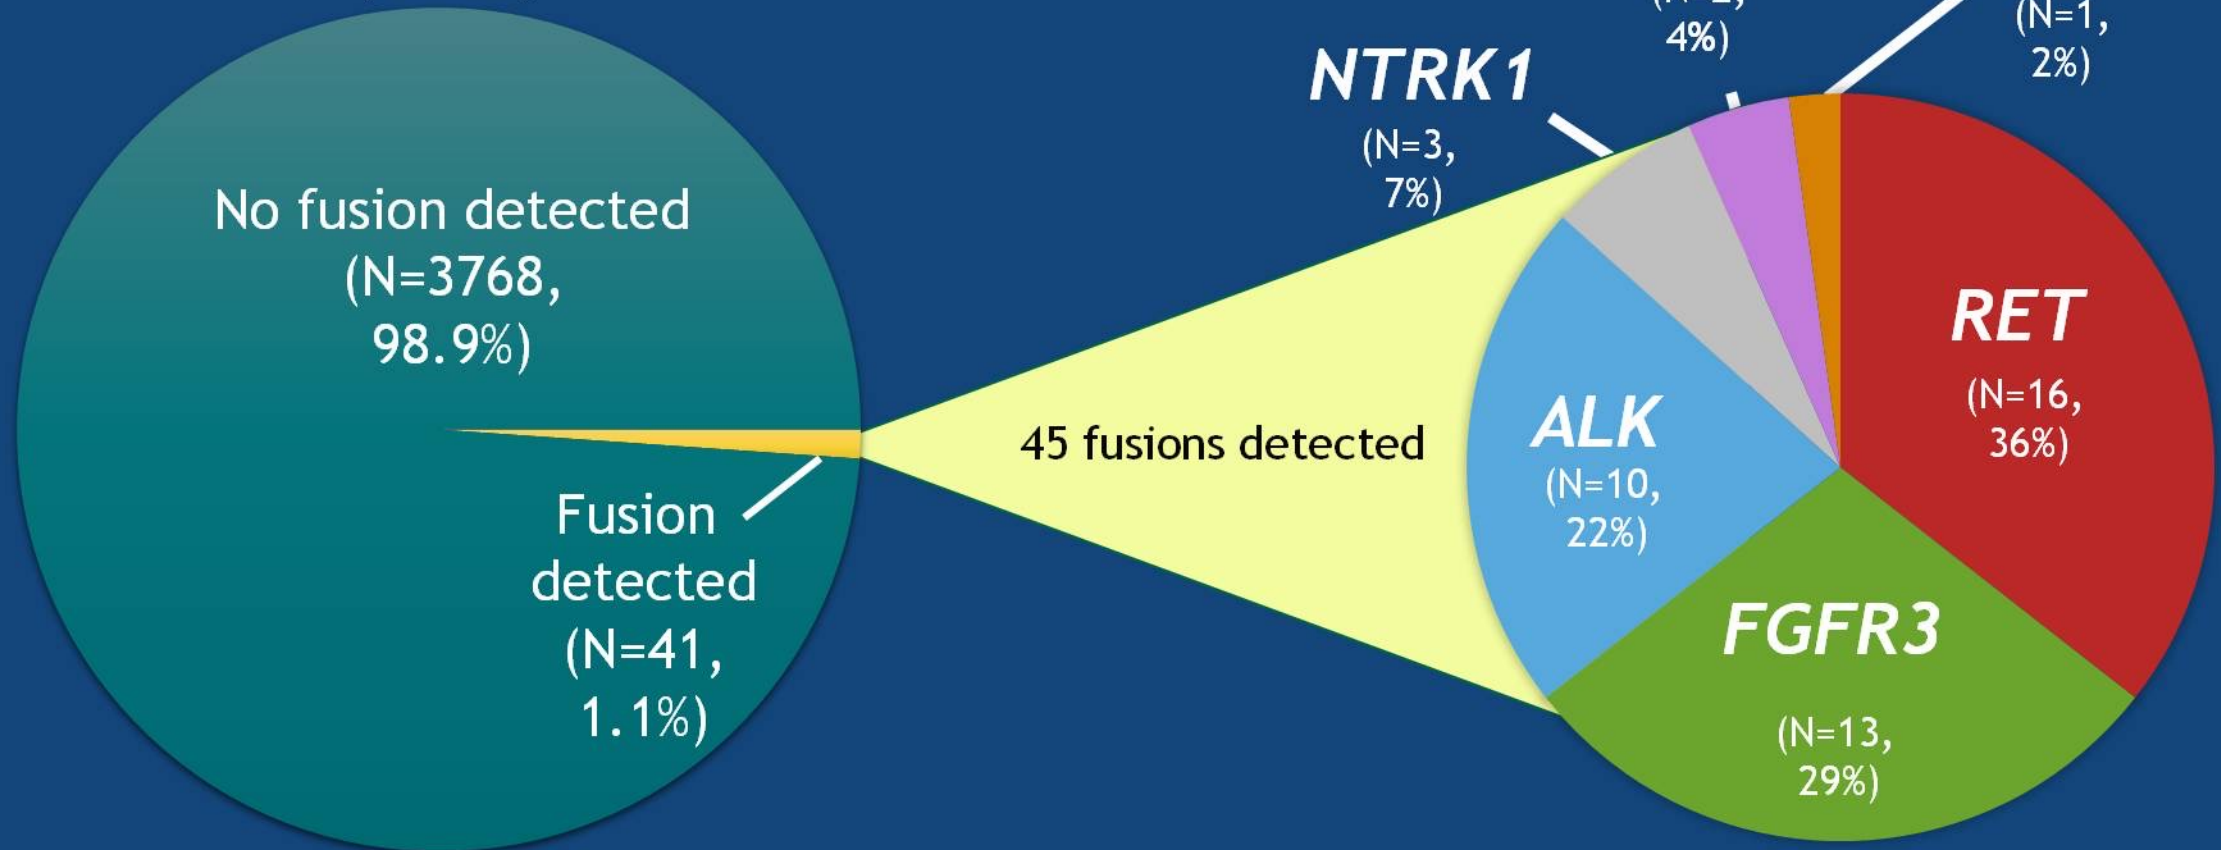 No fusion detected
(N=3768,
98.9%)
Fusion
detected
(N=41,
1.1%)
45 fusions detected
NTRK1
(N=3,
7%)
4%)
(N=1,
2%)
RET
(N=16,
36%)
ALK
(N=10,
22%)
FGFR3
(N=13,
29%)